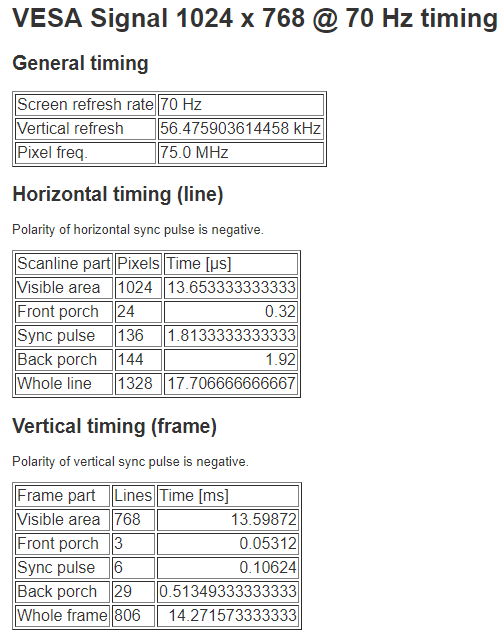 VESA Signal 1024 x 768 @ 70 Hz timing
General timing
Screen refresh rate 70 Hz
Vertical refresh 56.475903614458 kHz
Pixel freq. 75.0 MHz
Horizontal timing (line)
Polarity of horizontal sync pulse is negative.
Scanline part Pixels Time [µs]
Visible area 1024 13.653333333333
Front porch 24 0.32
Sync pulse 136 1.8133333333333
Back porch 144 1.92
Whole line 1328 17.706666666667
Vertical timing (frame)
Polarity of vertical sync pulse is negative.
Frame part Lines Time [ms]
Visible area 768 13.59872
Front porch 3 0.05312
Sync pulse 6 0.10624
Back porch 29 0.51349333333333
Whole frame 806 14.271573333333